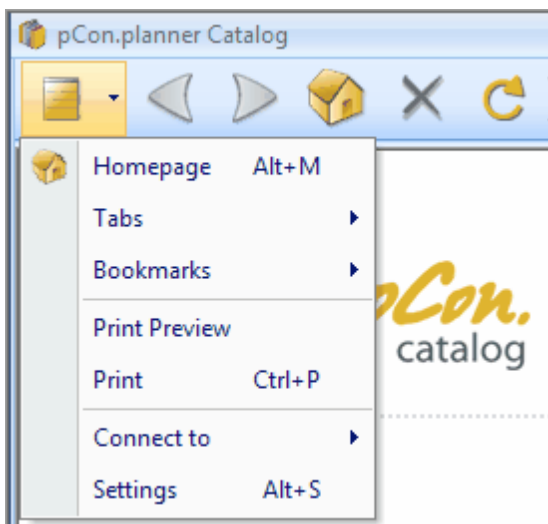 pCon.planner Catalog
Homepage Alt+M
Tabs
Bookmarks
Print Preview
Print Ctrl+P
Connect to
Settings Alt+S
pCon.
catalog